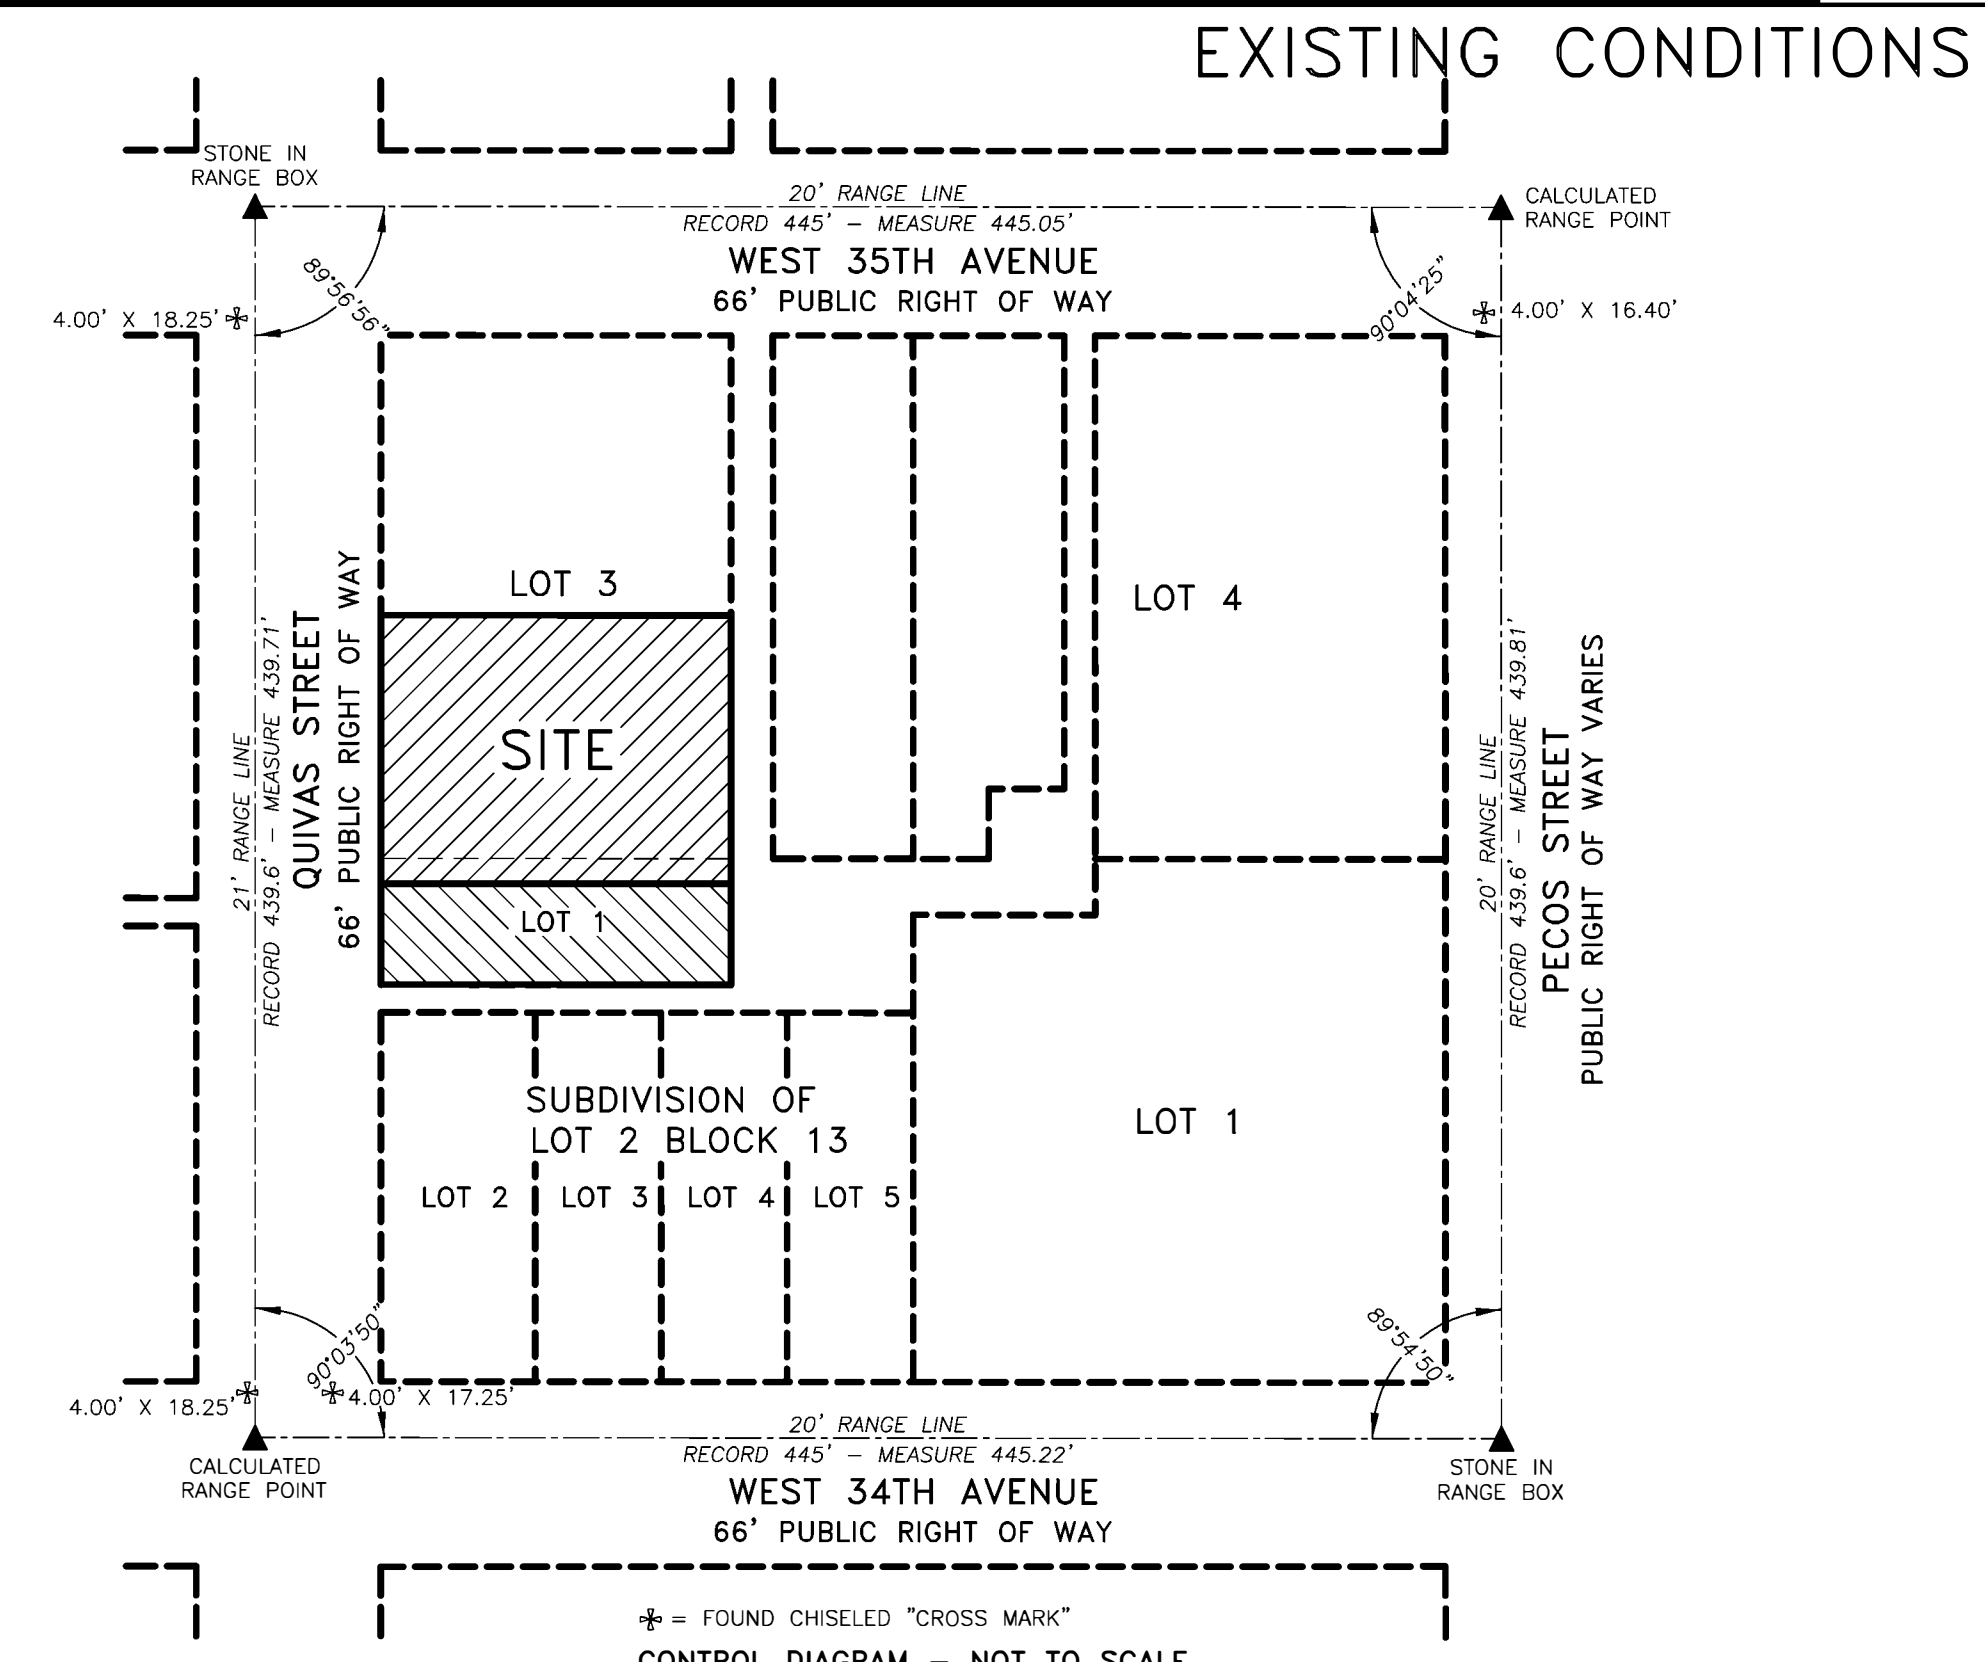 EXISTING CONDITIONS
STONE IN
RANGE BOX
20' RANGE LINE
RECORD 445' – MEASURE 445.05'
WEST 35TH AVENUE
66' PUBLIC RIGHT OF WAY
CALCULATED
RANGE POINT
89°56'56"
90°04'25"
4.00' X 18.25'
4.00' X 16.40'
LOT 3
LOT 4
SITE
LOT 1
21' RANGE LINE
RECORD 439.6' – MEASURE 439.71'
QUIVAS STREET
66' PUBLIC RIGHT OF WAY
20' RANGE LINE
RECORD 439.6' – MEASURE 439.81'
PECOS STREET
PUBLIC RIGHT OF WAY VARIES
SUBDIVISION OF
LOT 2 BLOCK 13
LOT 1
LOT 2 LOT 3 LOT 4 LOT 5
90°03'50"
89°54'50"
4.00' X 18.25'
4.00' X 17.25'
20' RANGE LINE
RECORD 445' – MEASURE 445.22'
WEST 34TH AVENUE
66' PUBLIC RIGHT OF WAY
CALCULATED
RANGE POINT
STONE IN
RANGE BOX
= FOUND CHISELED "CROSS MARK"
CONTROL DIAGRAM – NOT TO SCALE